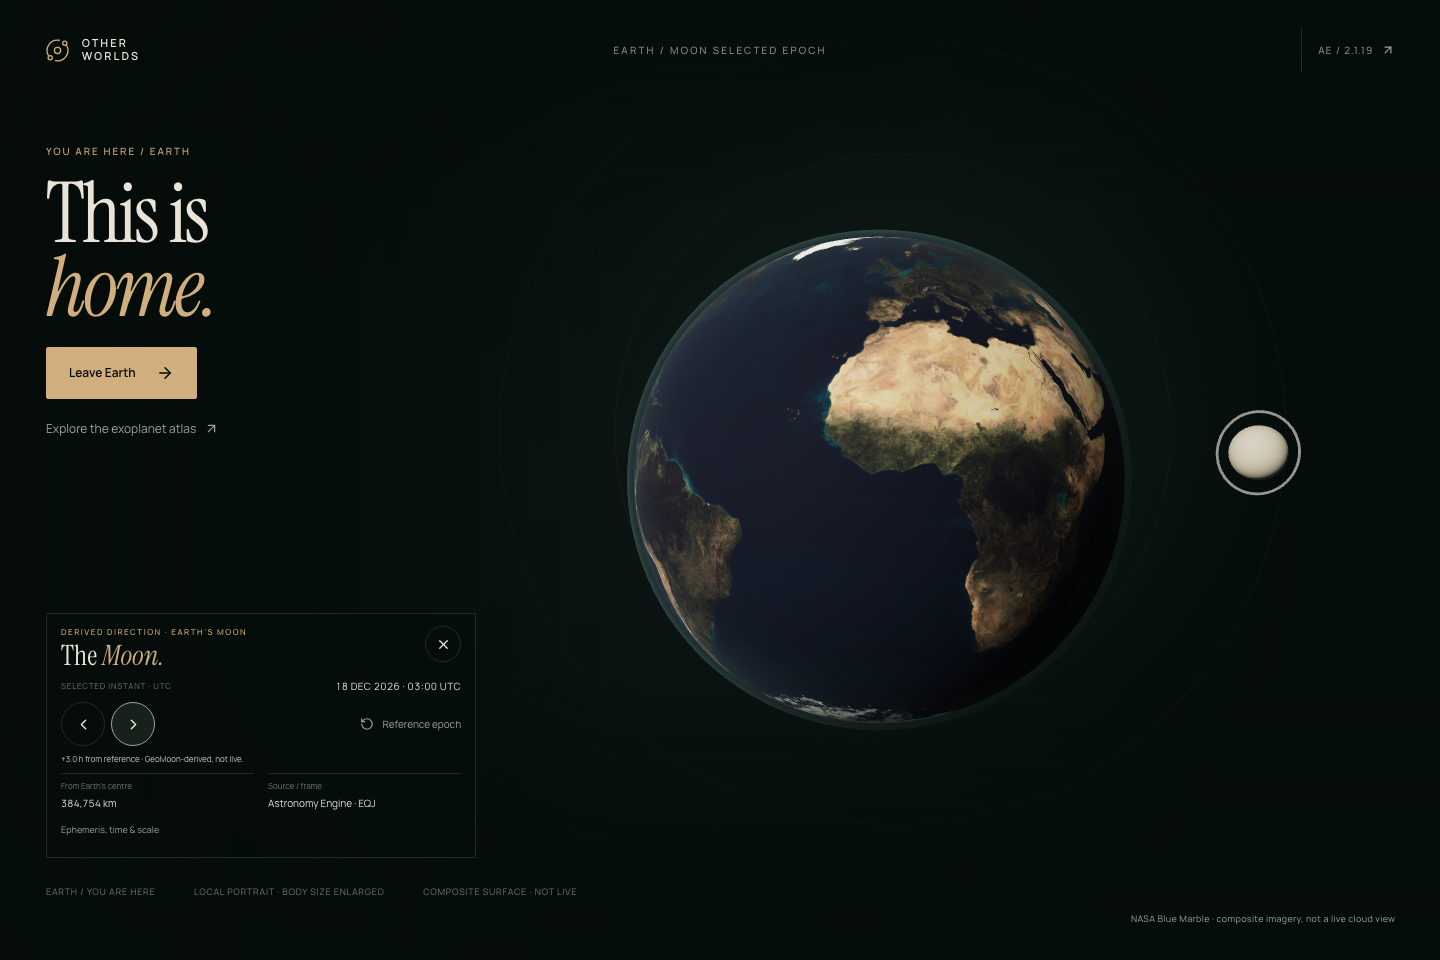 OTHER
WORLDS
EARTH / MOON SELECTED EPOCH
AE / 2.1.19
YOU ARE HERE / EARTH
This is
home.
Leave Earth
Explore the exoplanet atlas
DERIVED DIRECTION · EARTH'S MOON
The Moon.
SELECTED INSTANT · UTC
18 DEC 2026 · 03:00 UTC
Reference epoch
+3.0 h from reference · GeoMoon-derived, not live.
From Earth's centre
384,754 km
Source / frame
Astronomy Engine · EQJ
Ephemeris, time & scale
EARTH / YOU ARE HERE · LOCAL PORTRAIT · BODY SIZE ENLARGED · COMPOSITE SURFACE · NOT LIVE
NASA Blue Marble · composite imagery, not a live cloud view